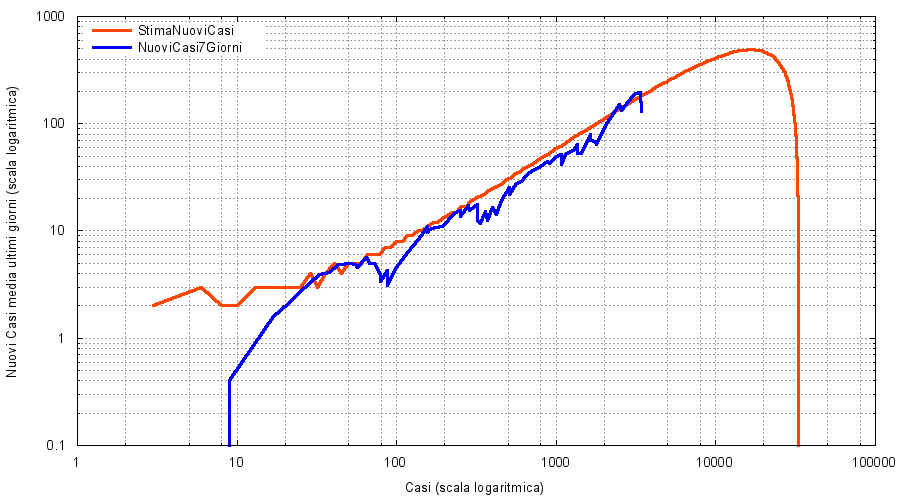 1000
StimaNuoviCasi
NuoviCasi7Giorni
100
10
1
0.1
Nuovi Casi media ultimi giorni (scala logaritmica)
1 10 100 1000 10000 100000
Casi (scala logaritmica)